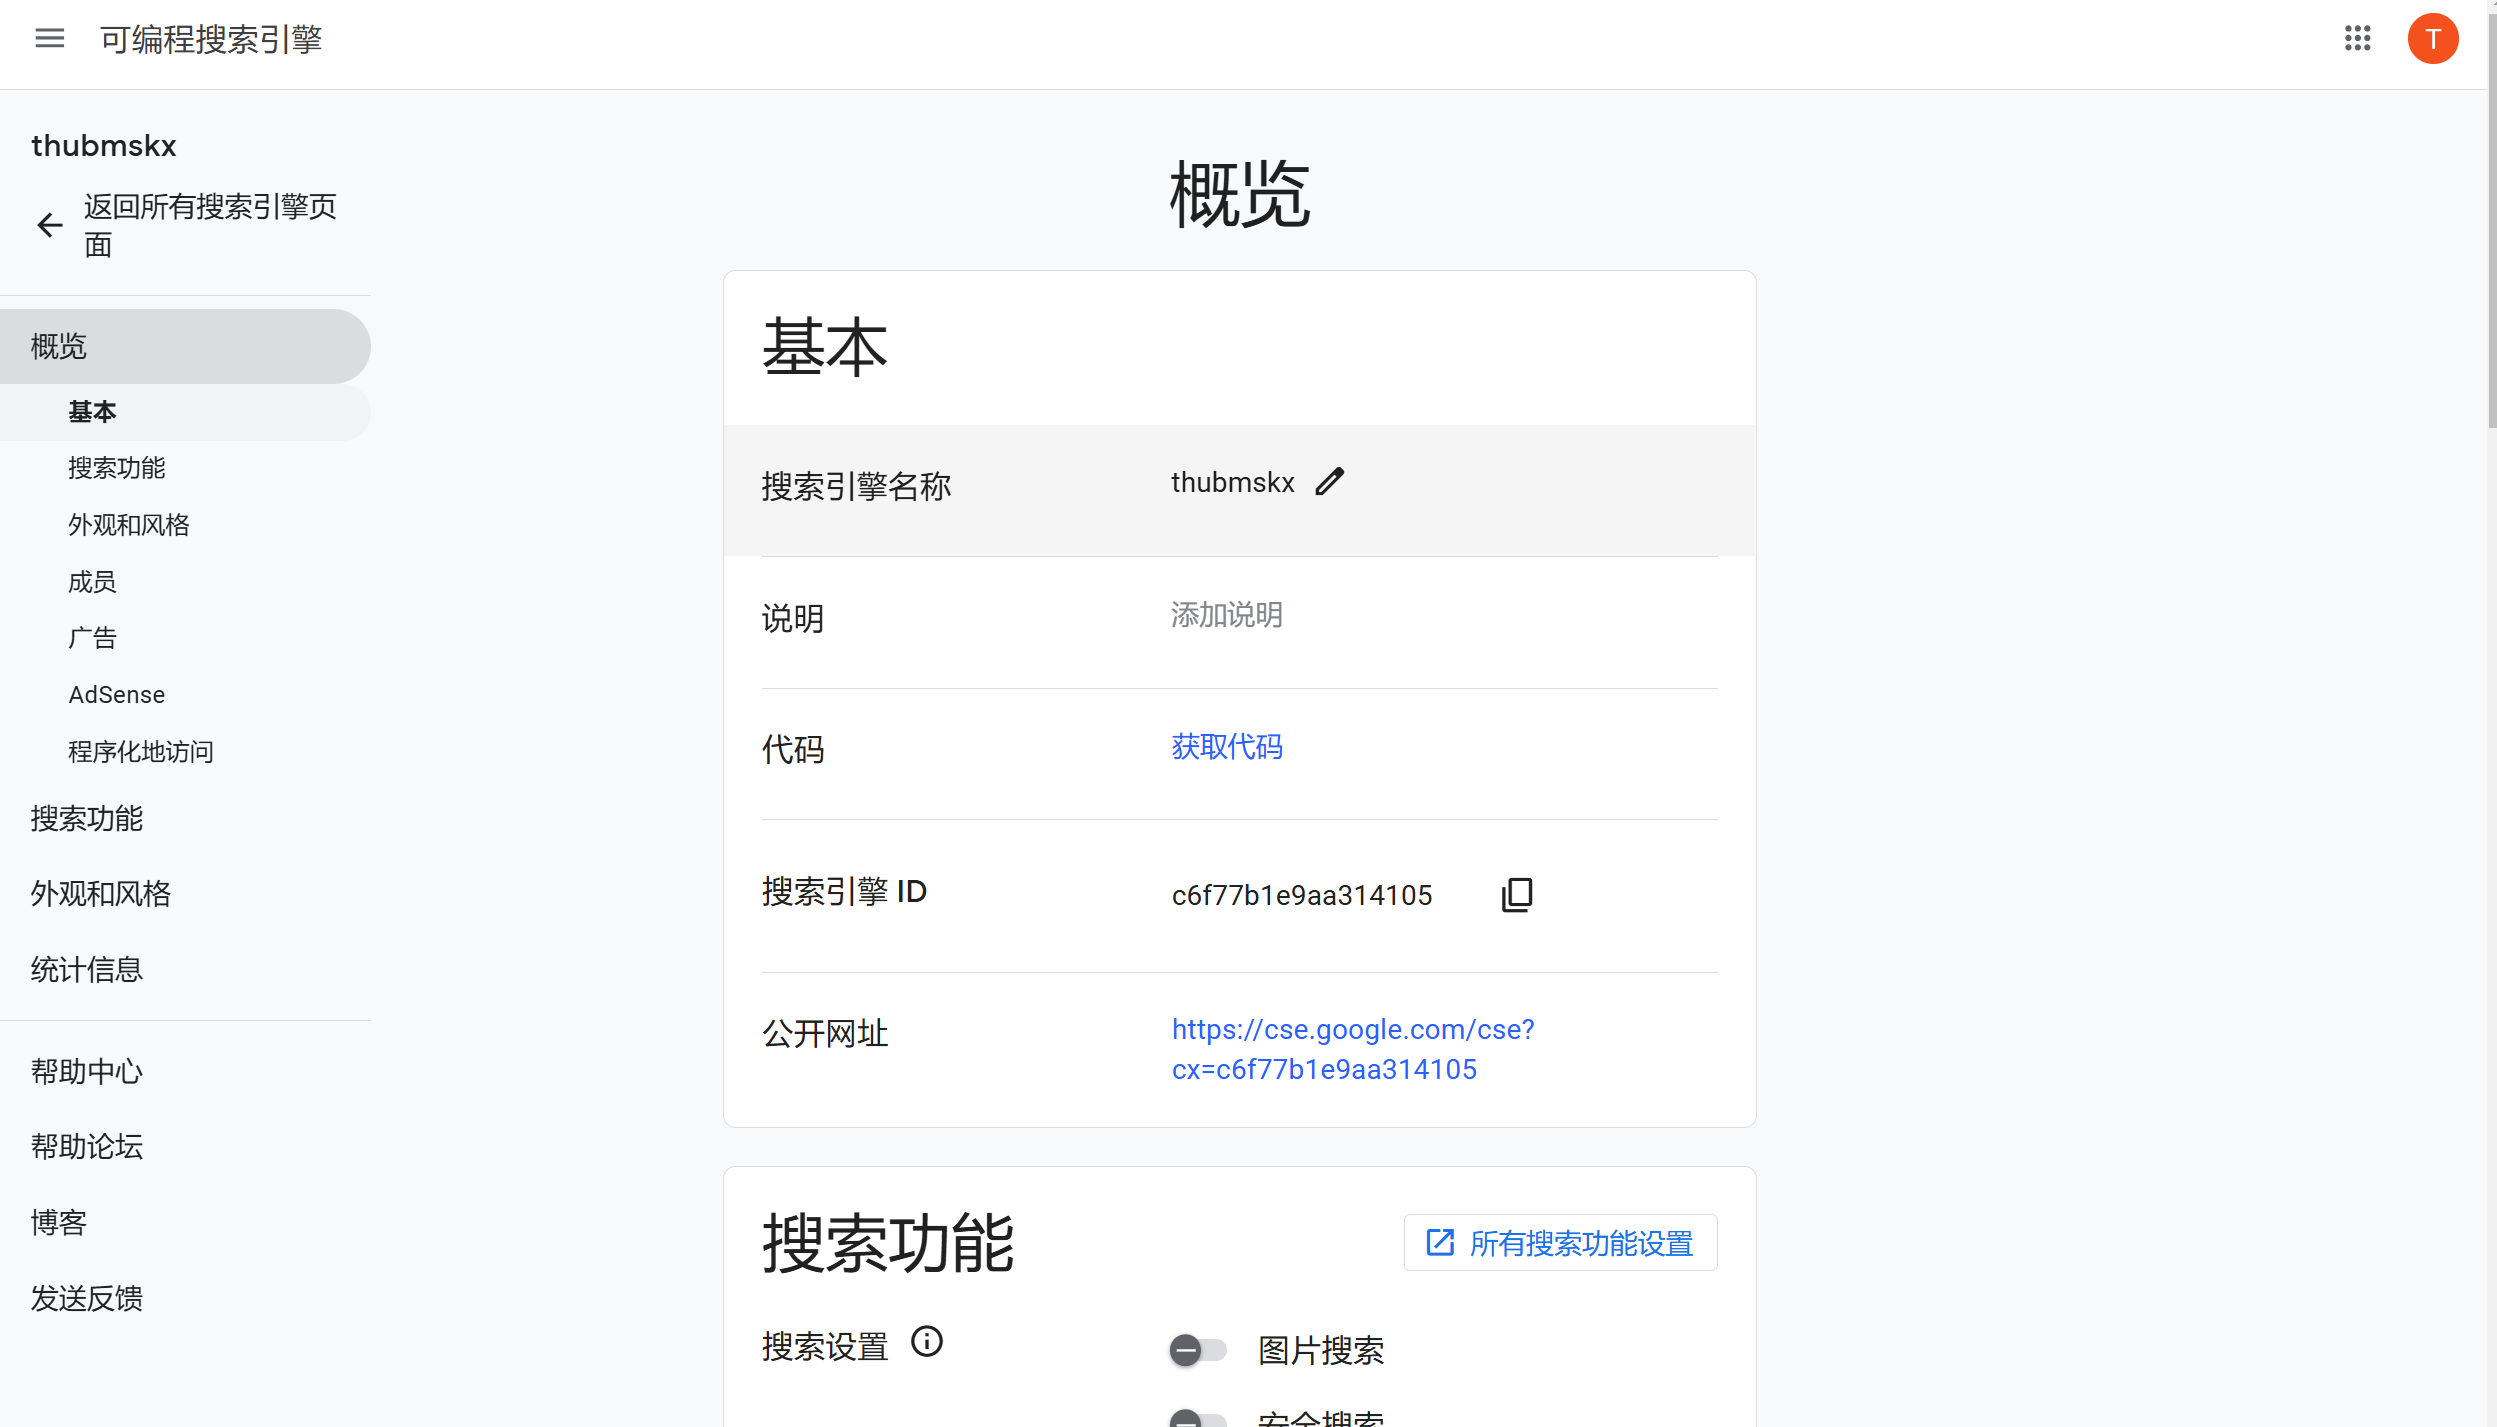 可编程搜索引擎
T
thubmskx
返回所有搜索引擎页
面
概览
基本
搜索功能
外观和风格
成员
广告
AdSense
程序化地访问
搜索功能
外观和风格
统计信息
帮助中心
帮助论坛
博客
发送反馈
概览
基本
搜索引擎名称 thubmskx
说明 添加说明
代码 获取代码
搜索引擎 ID c6f77b1e9aa314105
公开网址 https://cse.google.com/cse?
cx=c6f77b1e9aa314105
搜索功能 所有搜索功能设置
搜索设置 图片搜索
安全搜索